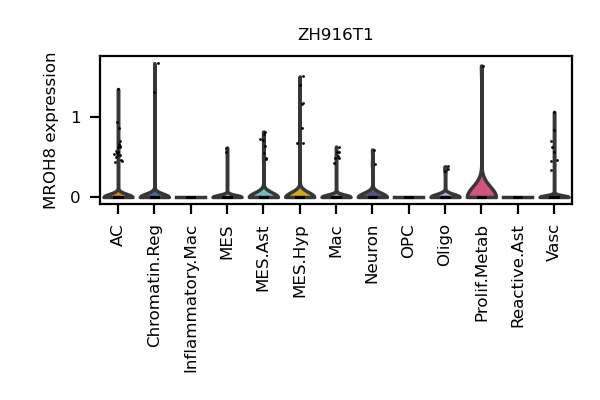 ZH916T1
MROH8 expression
1
0
AC
Chromatin.Reg
Inflammatory.Mac
MES
MES.Ast
MES.Hyp
Mac
Neuron
OPC
Oligo
Prolif.Metab
Reactive.Ast
Vasc